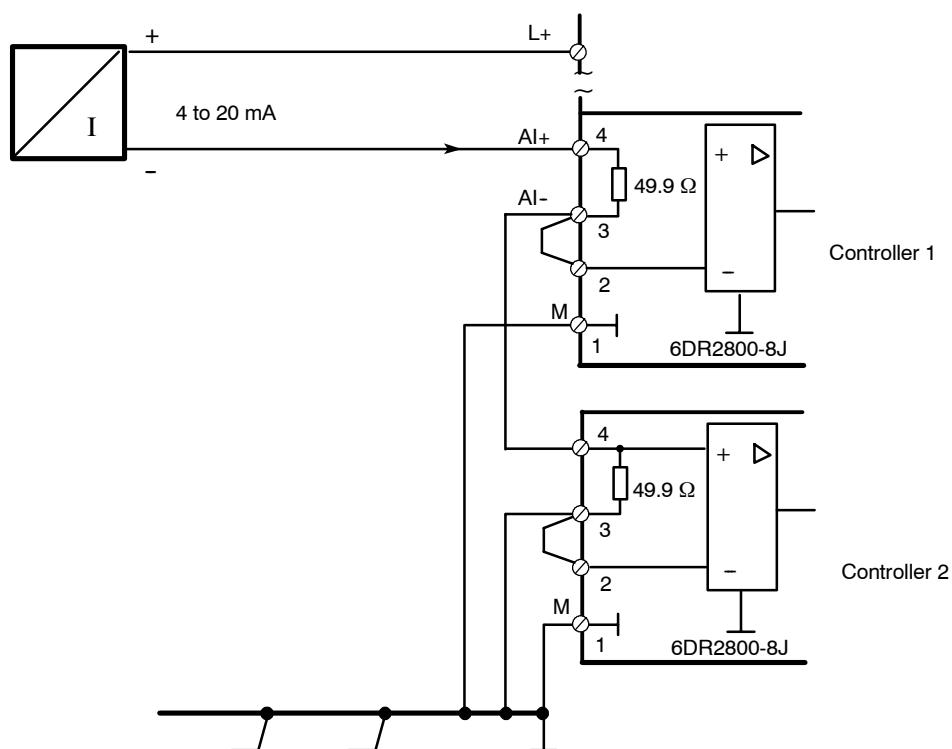 +
L+
I
4 to 20 mA
−
AI+
4
+
49.9 Ω
AI-
3
Controller 1
2
−
M
1
6DR2800-8J
4
+
49.9 Ω
3
2
−
Controller 2
M
1
6DR2800-8J